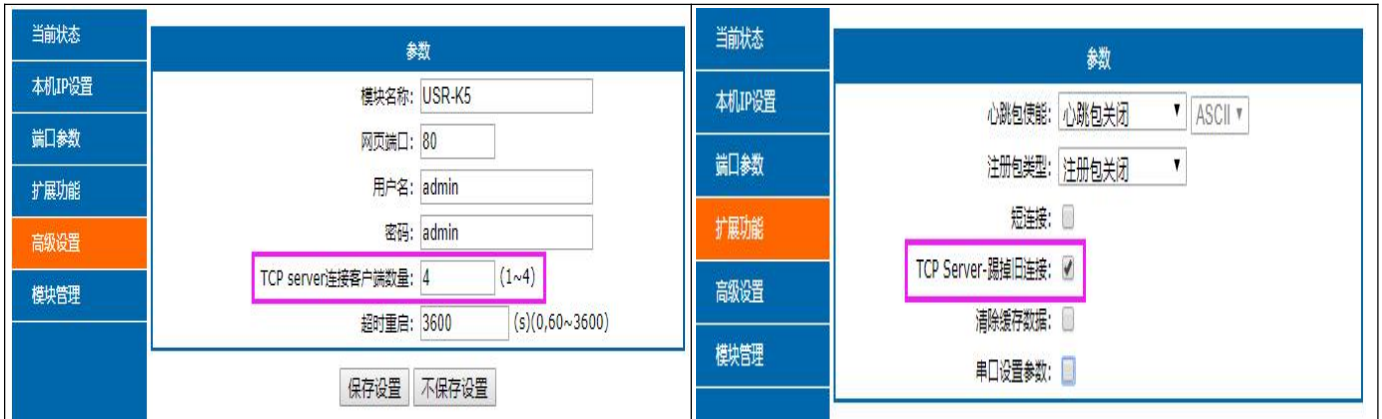 当前状态
本机IP设置
端口参数
扩展功能
高级设置
模块管理
参数
模块名称: USR-K5
网页端口: 80
用户名: admin
密码: admin
TCP server连接客户端数量: 4 (1~4)
超时重启: 3600 (s)(0,60~3600)
保存设置 不保存设置
当前状态
本机IP设置
端口参数
扩展功能
高级设置
模块管理
参数
心跳包使能: 心跳包关闭 ASCII
注册包类型: 注册包关闭
短连接:
TCP Server-踢掉旧连接:
清除缓存数据:
串口设置参数: